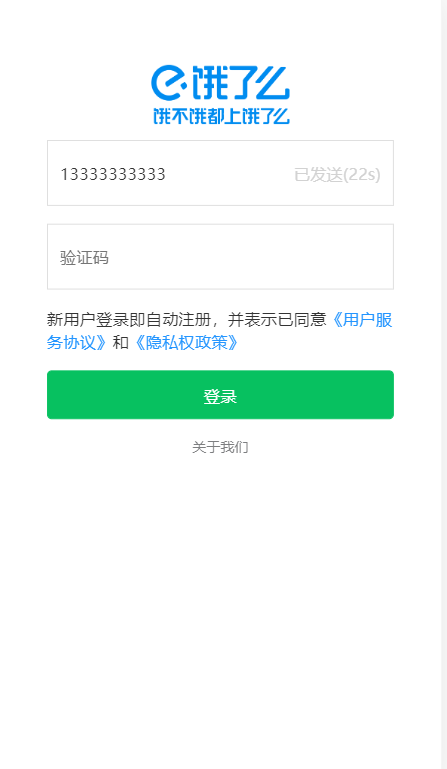 饿了么
饿不饿都上饿了么
13333333333 已发送(22s)
验证码
新用户登录即自动注册，并表示已同意《用户服
务协议》和《隐私权政策》
登录
关于我们